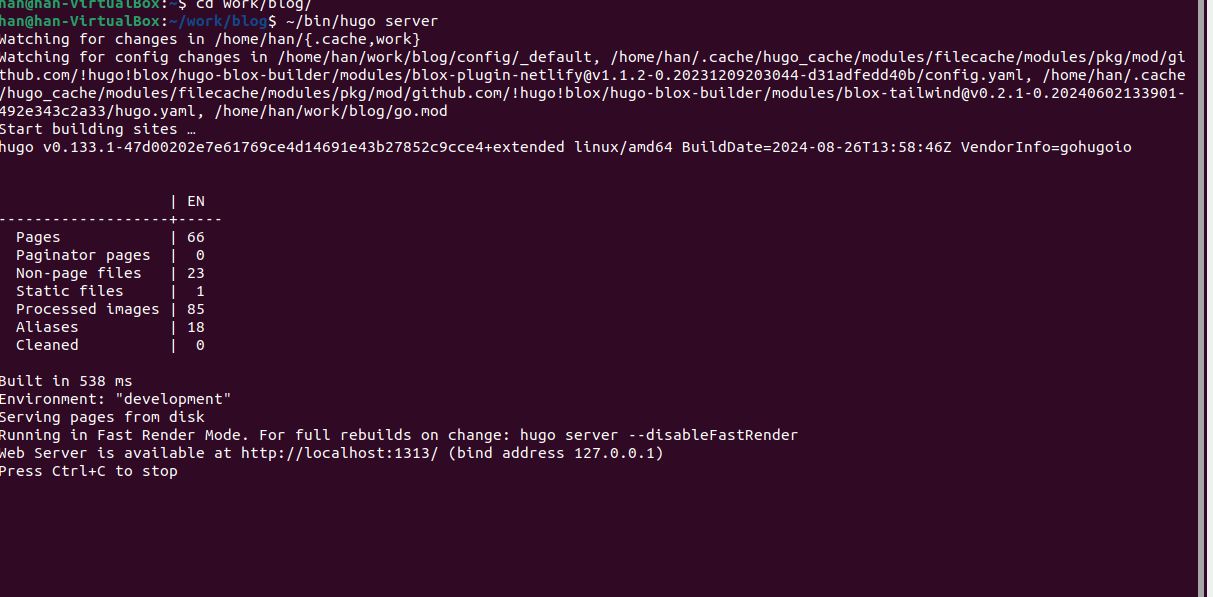 han@han-VirtualBox:~$ cd work/blog/
han@han-VirtualBox:~/work/blog$ ~/bin/hugo server
Watching for changes in /home/han/{.cache,work}
Watching for config changes in /home/han/work/blog/config/_default, /home/han/.cache/hugo_cache/modules/filecache/modules/pkg/mod/gi
thub.com/!hugo!blox/hugo-blox-builder/modules/blox-plugin-netlify@v1.1.2-0.20231209203044-d31adfedd40b/config.yaml, /home/han/.cache
/hugo_cache/modules/filecache/modules/pkg/mod/github.com/!hugo!blox/hugo-blox-builder/modules/blox-tailwind@v0.2.1-0.20240602133901-
492e343c2a33/hugo.yaml, /home/han/work/blog/go.mod
Start building sites …
hugo v0.133.1-47d00202e7e61769ce4d14691e43b27852c9cce4+extended linux/amd64 BuildDate=2024-08-26T13:58:46Z VendorInfo=gohugoio
                   | EN
-------------------+-----
  Pages            | 66
  Paginator pages  |  0
  Non-page files   | 23
  Static files     |  1
  Processed images | 85
  Aliases          | 18
  Cleaned          |  0
Built in 538 ms
Environment: "development"
Serving pages from disk
Running in Fast Render Mode. For full rebuilds on change: hugo server --disableFastRender
Web Server is available at http://localhost:1313/ (bind address 127.0.0.1)
Press Ctrl+C to stop